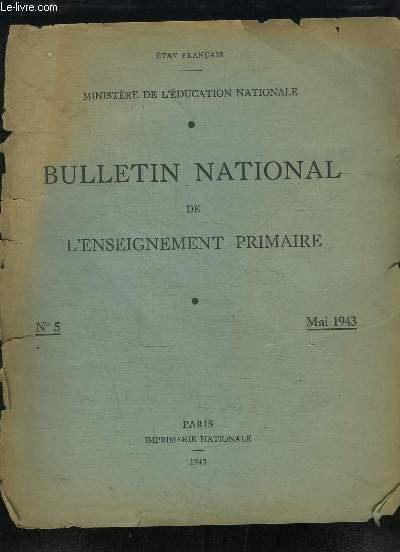 le-livre.com
ÉTAT FRANÇAIS
MINISTÈRE DE L'ÉDUCATION NATIONALE
BULLETIN NATIONAL
DE
L'ENSEIGNEMENT PRIMAIRE
N° 5
Mai 1943
PARIS
IMPRIMERIE NATIONALE
1943